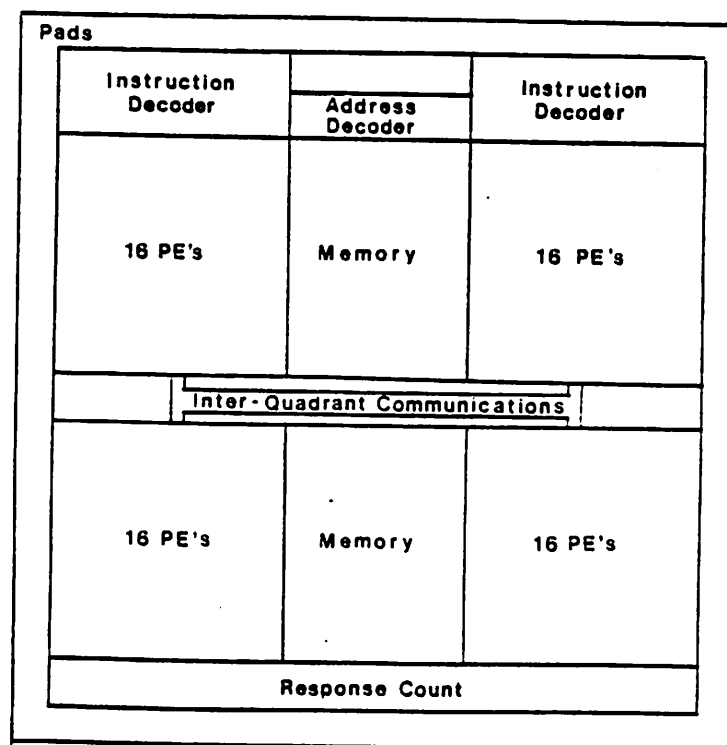 Pads
Instruction
Decoder
Address
Decoder
Instruction
Decoder
16 PE's
Memory
16 PE's
Inter-Quadrant Communications
16 PE's
Memory
16 PE's
Response Count